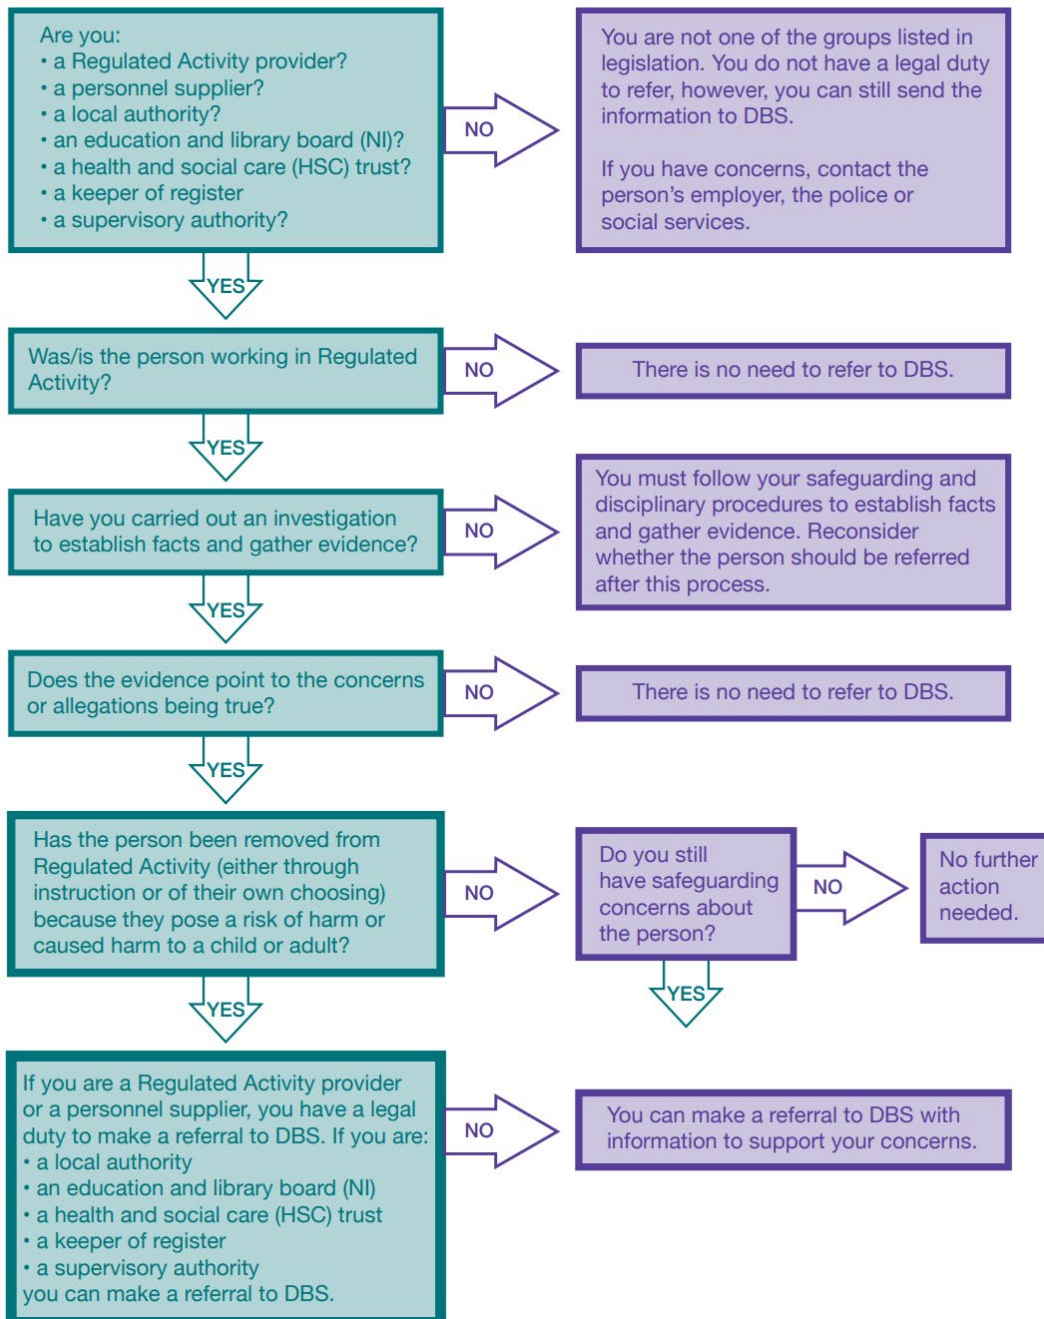 Are you:
• a Regulated Activity provider?
• a personnel supplier?
• a local authority?
• an education and library board (NI)?
• a health and social care (HSC) trust?
• a keeper of register
• a supervisory authority?
NO
You are not one of the groups listed in
legislation. You do not have a legal duty
to refer, however, you can still send the
information to DBS.
If you have concerns, contact the
person’s employer, the police or
social services.
YES
Was/is the person working in Regulated
Activity?
NO
There is no need to refer to DBS.
YES
Have you carried out an investigation
to establish facts and gather evidence?
NO
You must follow your safeguarding and
disciplinary procedures to establish facts
and gather evidence. Reconsider
whether the person should be referred
after this process.
YES
Does the evidence point to the concerns
or allegations being true?
NO
There is no need to refer to DBS.
YES
Has the person been removed from
Regulated Activity (either through
instruction or of their own choosing)
because they pose a risk of harm or
caused harm to a child or adult?
NO
Do you still
have safeguarding
concerns about
the person?
NO
No further
action
needed.
YES
YES
If you are a Regulated Activity provider
or a personnel supplier, you have a legal
duty to make a referral to DBS. If you are:
• a local authority
• an education and library board (NI)
• a health and social care (HSC) trust
• a keeper of register
• a supervisory authority
you can make a referral to DBS.
NO
You can make a referral to DBS with
information to support your concerns.